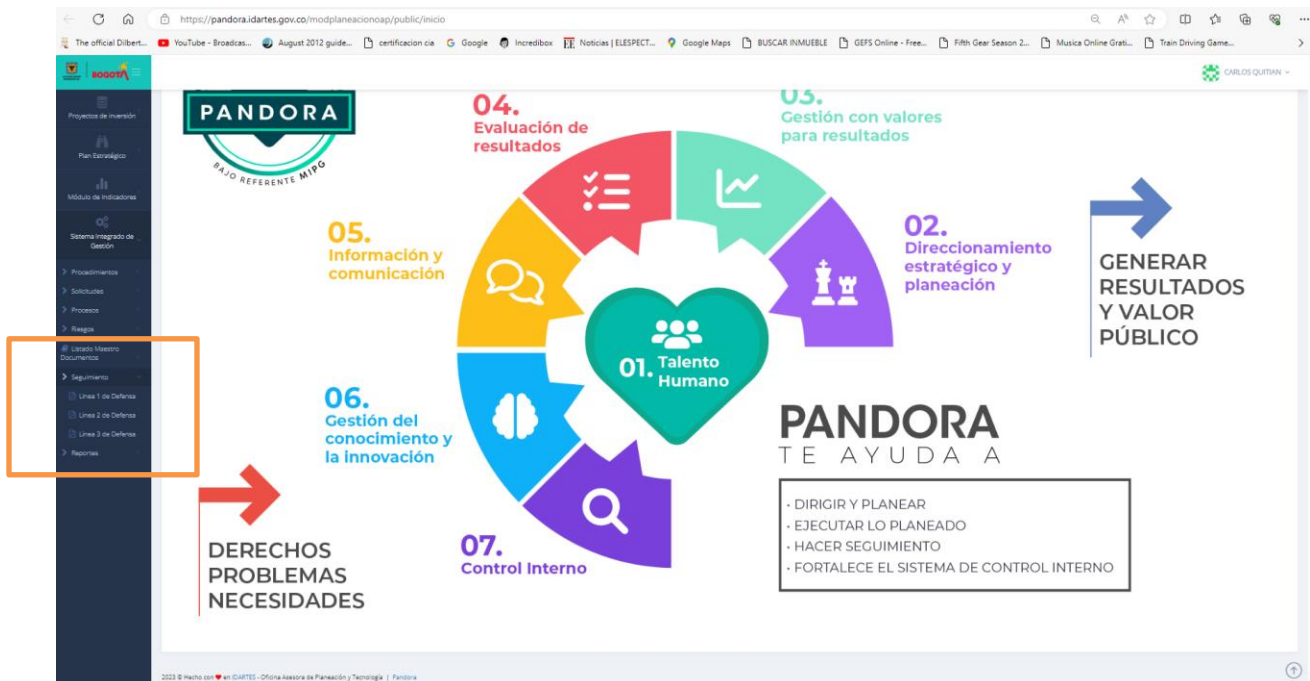 https://pandora.idartes.gov.co/modplaneacionoap/public/inicio
The official Dilbert...
YouTube - Broadcas...
August 2012 guide...
certificacion cia
Google
Incredibox
Noticias | ELESPECT...
Google Maps
BUSCAR INMUEBLE
GEFS Online - Free...
Fifth Gear Season 2...
Musica Online Grati...
Train Driving Game...
BOGOTÁ
CARLOS QUITIAN
Proyectos de inversión
Plan Estratégico
Módulo de Indicadores
Sistema Integrado de
Gestión
Procedimientos
Solicitudes
Procesos
Riesgos
Listado Maestro
Documentos
Seguimiento
Linea 1 de Defensa
Linea 2 de Defensa
Linea 3 de Defensa
Reportes
PANDORA
BAJO REFERENTE MIPG
04.
Evaluación de
resultados
03.
Gestión con valores
para resultados
05.
Información y
comunicación
02.
Direccionamiento
estratégico y
planeación
GENERAR
RESULTADOS
Y VALOR
PÚBLICO
01. Talento
Humano
06.
Gestión del
conocimiento y
la innovación
PANDORA
TE AYUDA A
· DIRIGIR Y PLANEAR
· EJECUTAR LO PLANEADO
· HACER SEGUIMIENTO
· FORTALECE EL SISTEMA DE CONTROL INTERNO
07.
Control Interno
DERECHOS
PROBLEMAS
NECESIDADES
2023 © Hecho con ❤ en IDARTES - Oficina Asesora de Planeación y Tecnología | Pandora